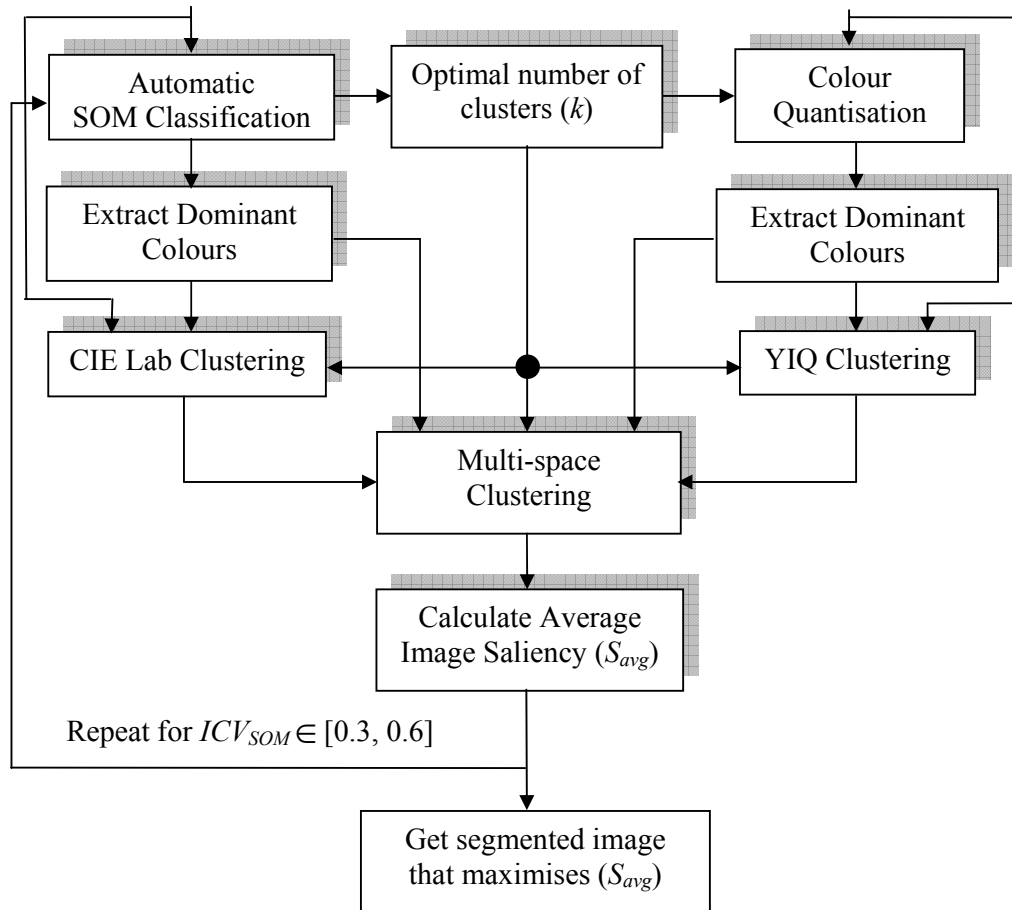 Automatic
SOM Classification
Optimal number of
clusters (k)
Colour
Quantisation
Extract Dominant
Colours
Extract Dominant
Colours
CIE Lab Clustering
YIQ Clustering
Multi-space
Clustering
Calculate Average
Image Saliency (Savg)
Repeat for ICVSOM ∈ [0.3, 0.6]
Get segmented image
that maximises (Savg)